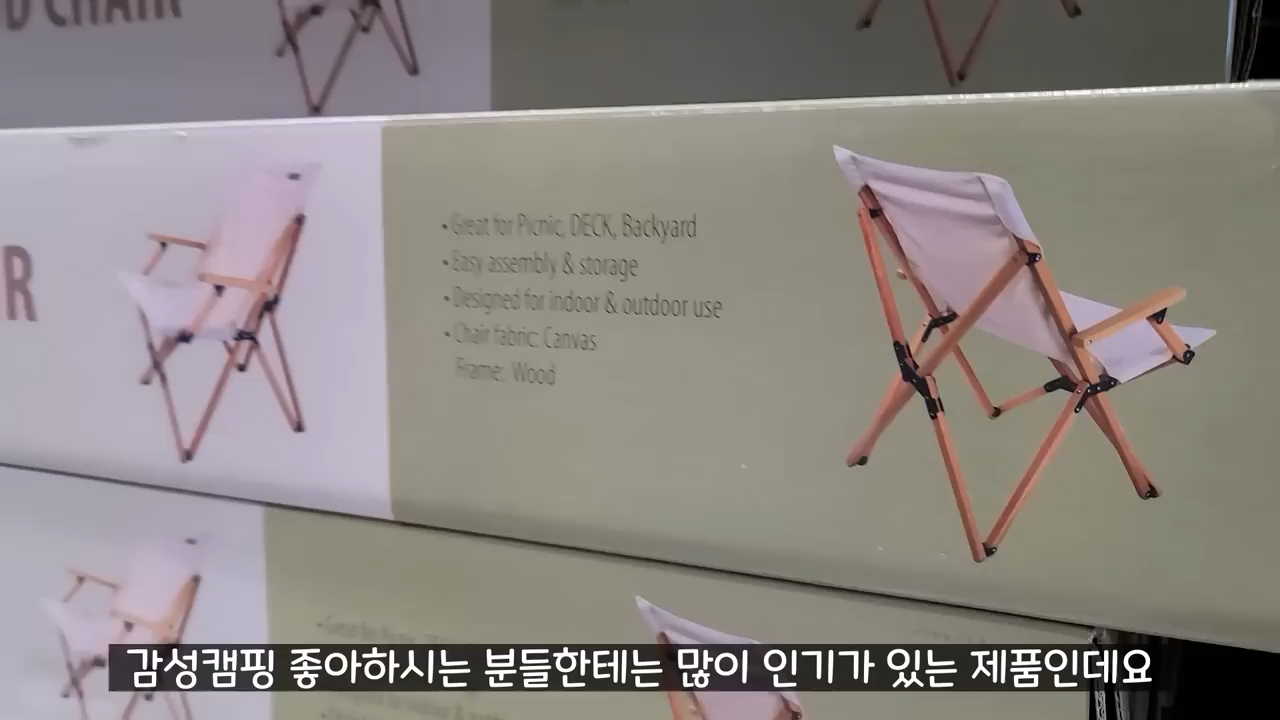 D CHAIR
R
• Great for Picnic, DECK, Backyard
• Easy assembly & storage
• Designed for indoor & outdoor use
• Chair fabric: Canvas
Frame: Wood
감성캠핑 좋아하시는 분들한테는 많이 인기가 있는 제품인데요